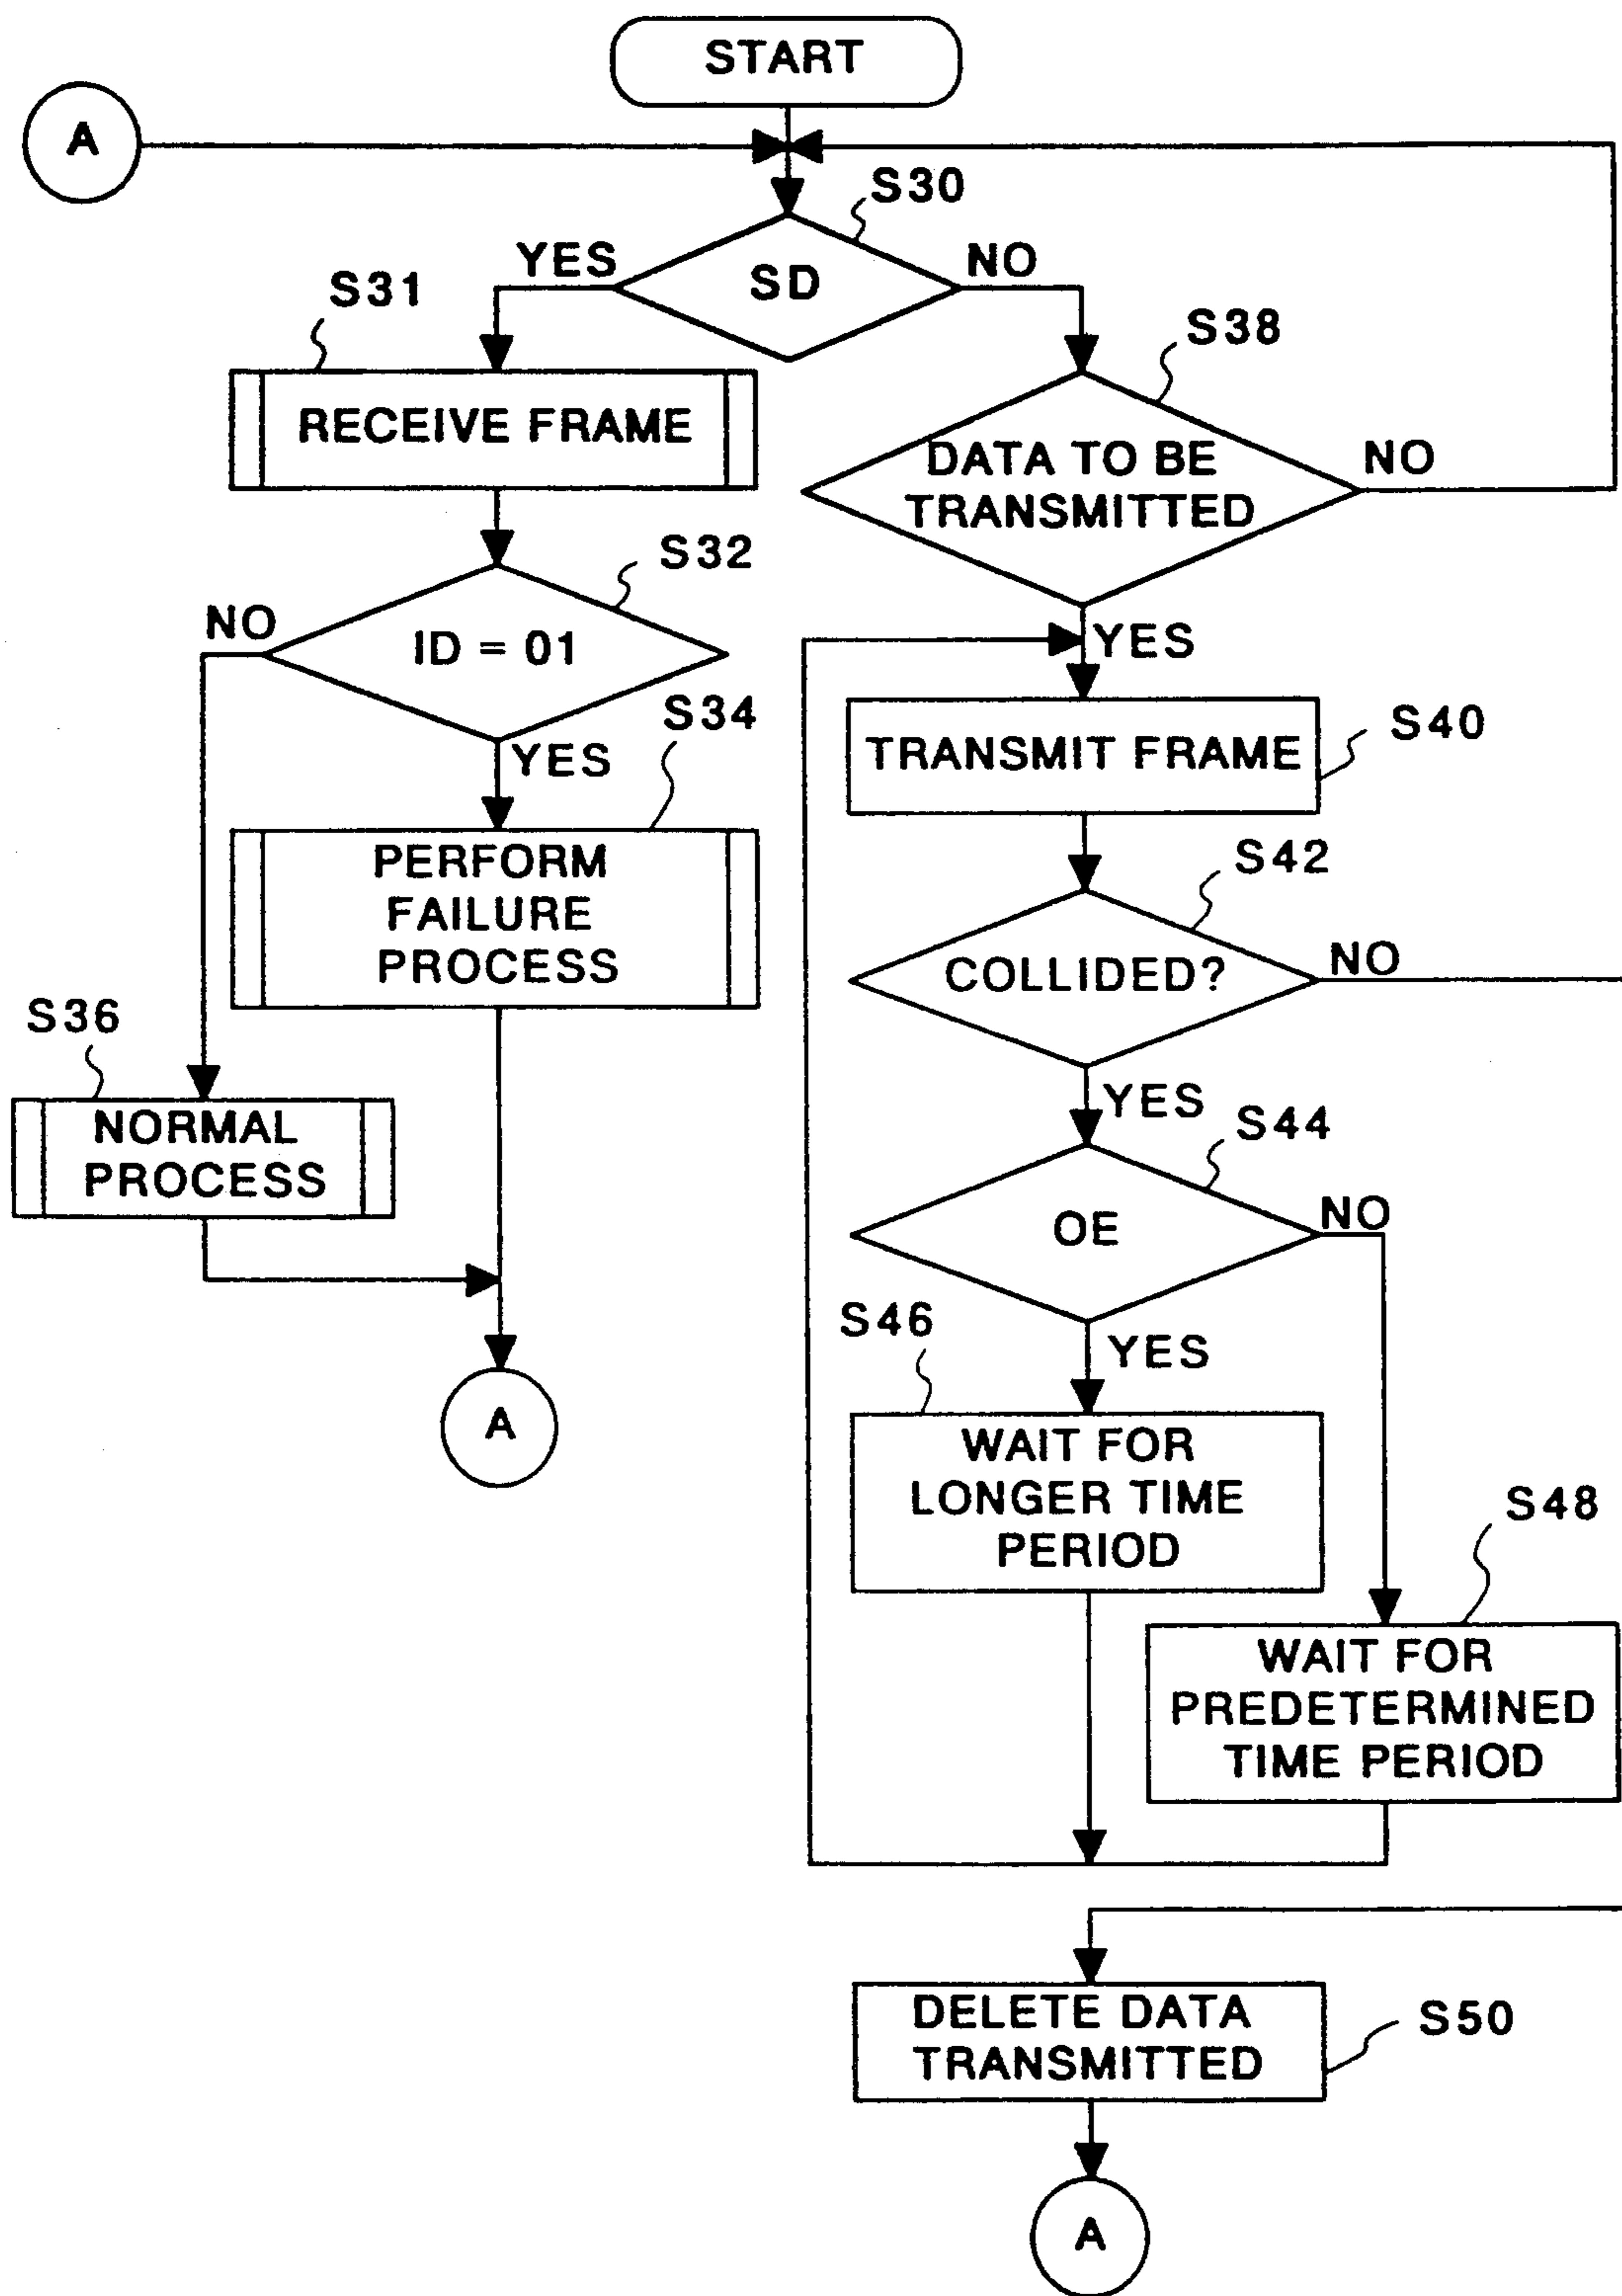 START
A
S30
YES
SD
NO
S31
S38
RECEIVE FRAME
DATA TO BE
TRANSMITTED
NO
S32
NO
ID = 01
YES
S34
YES
S40
TRANSMIT FRAME
PERFORM
FAILURE
PROCESS
S42
COLLIDED?
NO
S36
YES
S44
NORMAL
PROCESS
OE
NO
S46
YES
A
WAIT FOR
LONGER TIME
PERIOD
S48
WAIT FOR
PREDETERMINED
TIME PERIOD
DELETE DATA
TRANSMITTED
S50
A